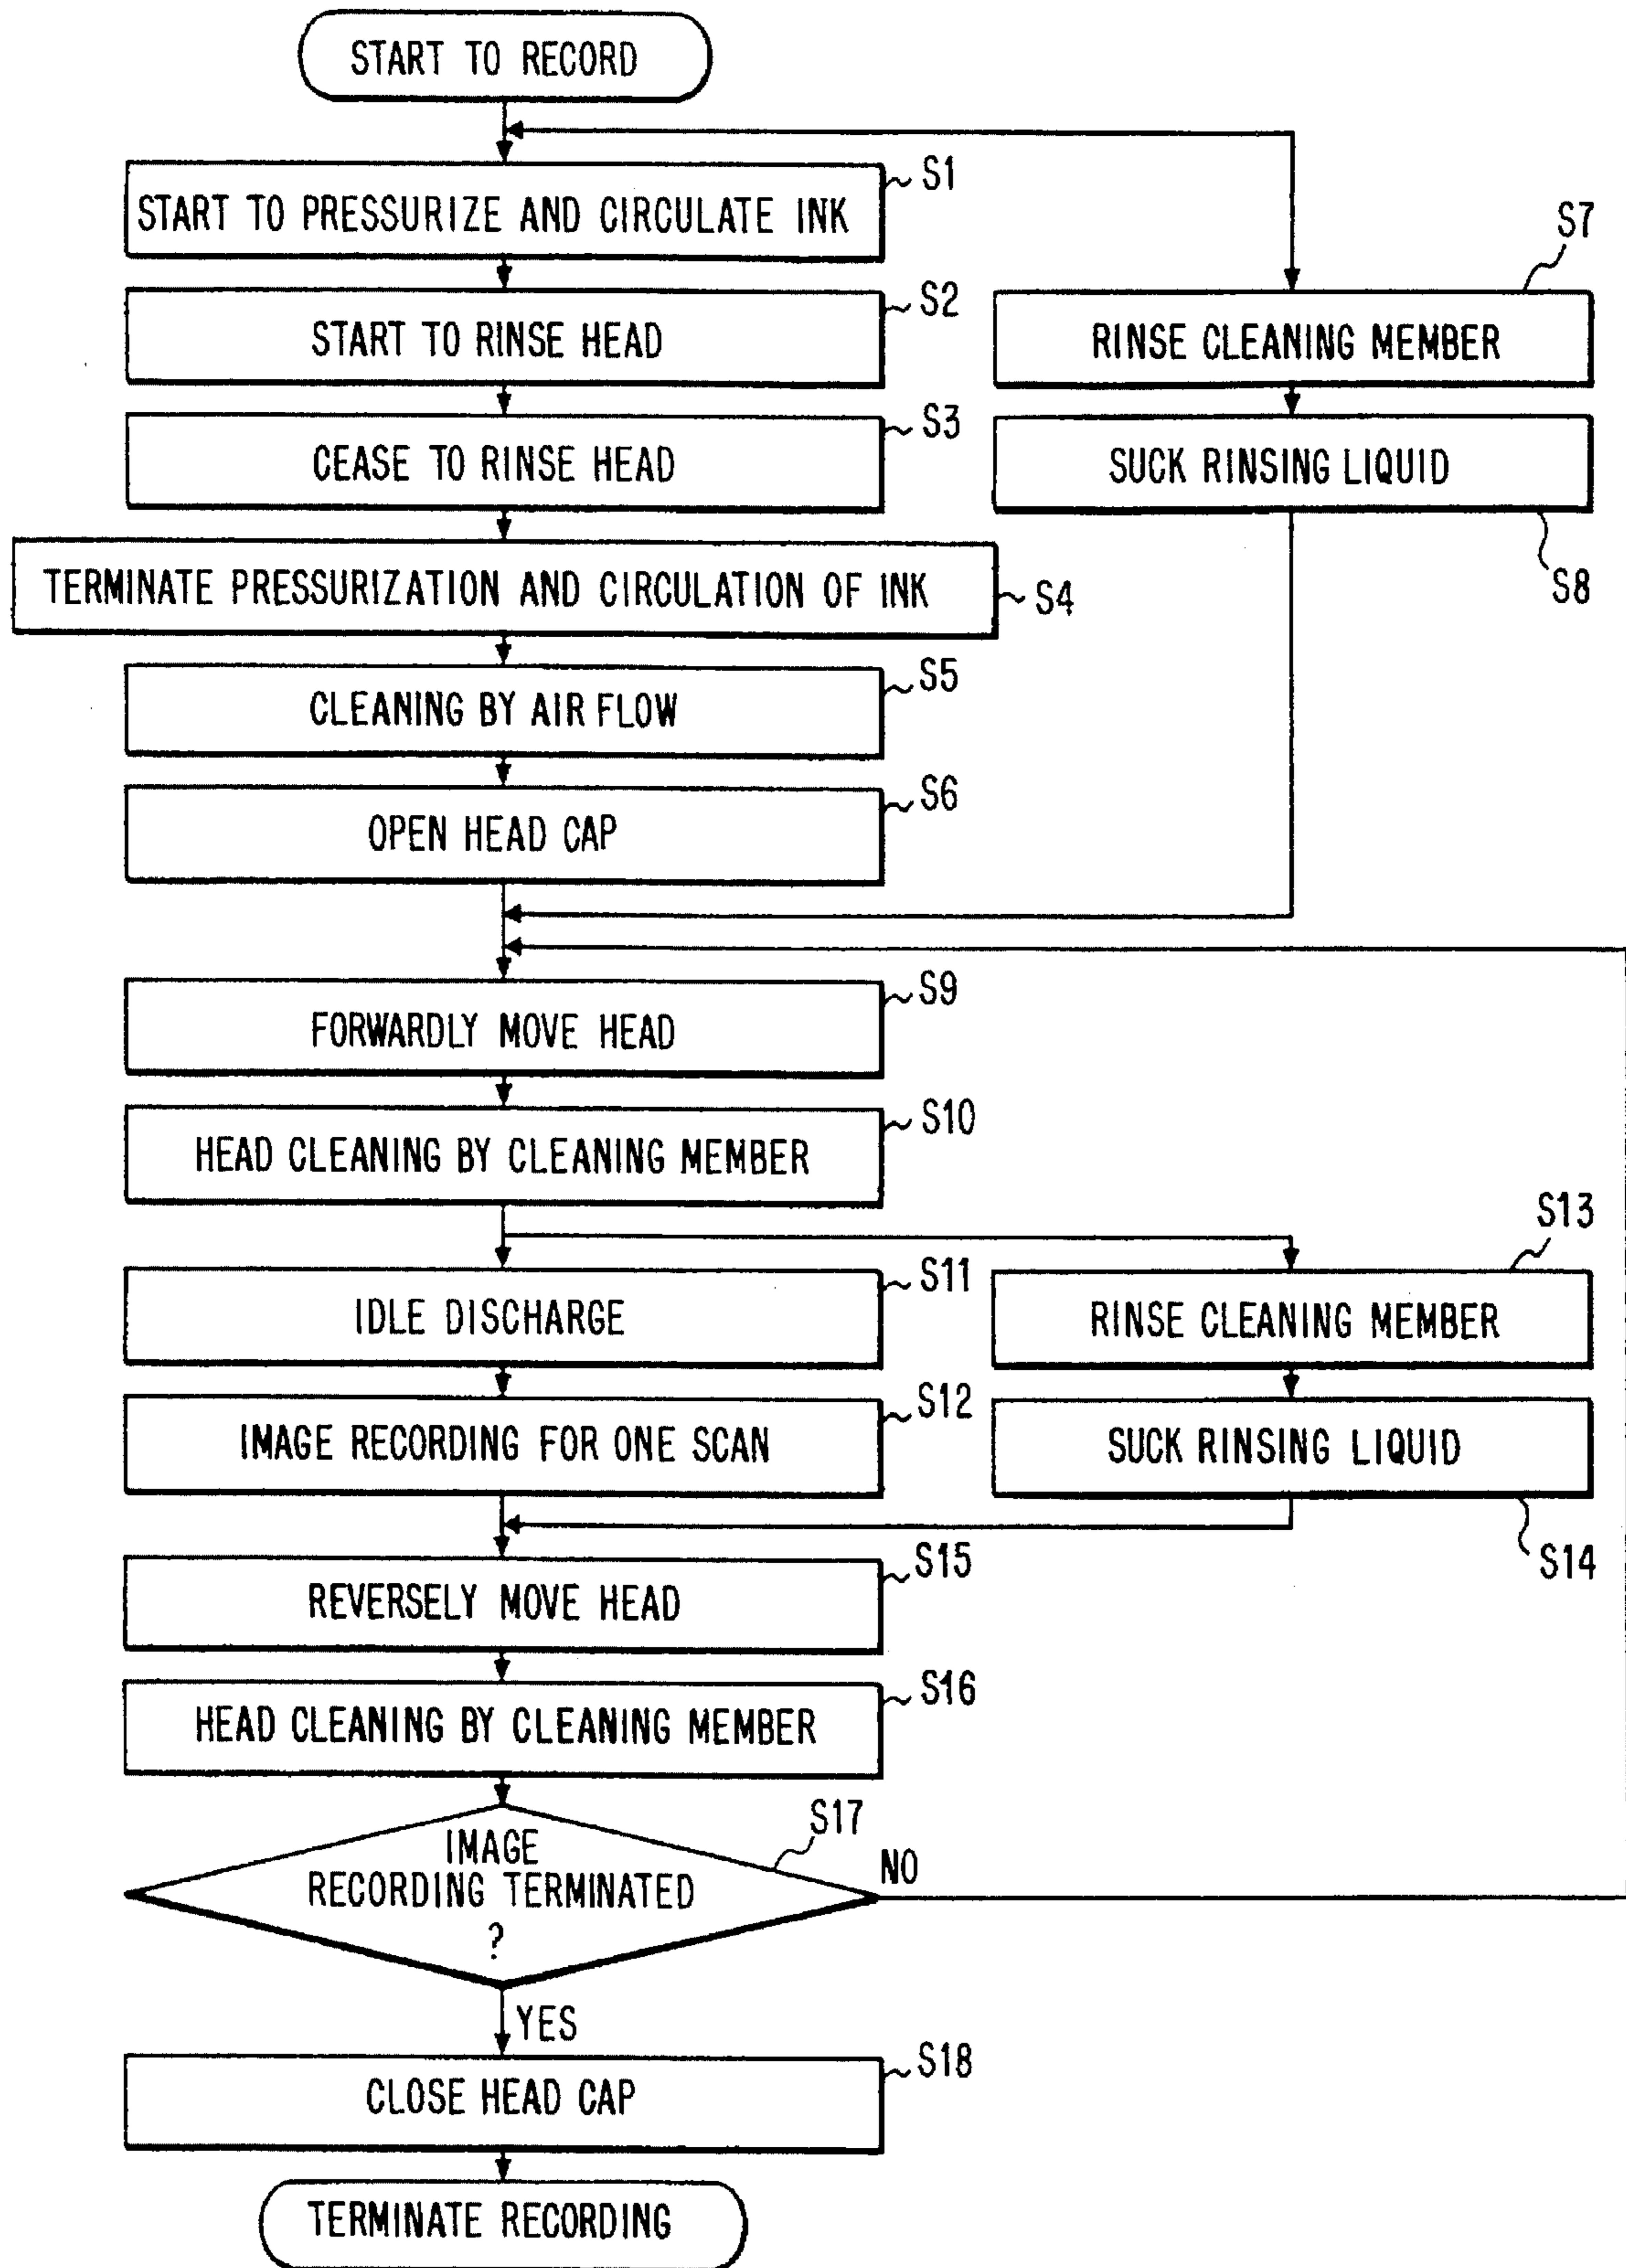 START TO RECORD
S1
START TO PRESSURIZE AND CIRCULATE INK
S7
S2
START TO RINSE HEAD
RINSE CLEANING MEMBER
S3
CEASE TO RINSE HEAD
SUCK RINSING LIQUID
TERMINATE PRESSURIZATION AND CIRCULATION OF INK
S4
S8
S5
CLEANING BY AIR FLOW
S6
OPEN HEAD CAP
S9
FORWARDLY MOVE HEAD
S10
HEAD CLEANING BY CLEANING MEMBER
S13
S11
IDLE DISCHARGE
RINSE CLEANING MEMBER
S12
IMAGE RECORDING FOR ONE SCAN
SUCK RINSING LIQUID
S15
S14
REVERSELY MOVE HEAD
S16
HEAD CLEANING BY CLEANING MEMBER
S17
IMAGE
RECORDING TERMINATED
?
NO
YES
S18
CLOSE HEAD CAP
TERMINATE RECORDING